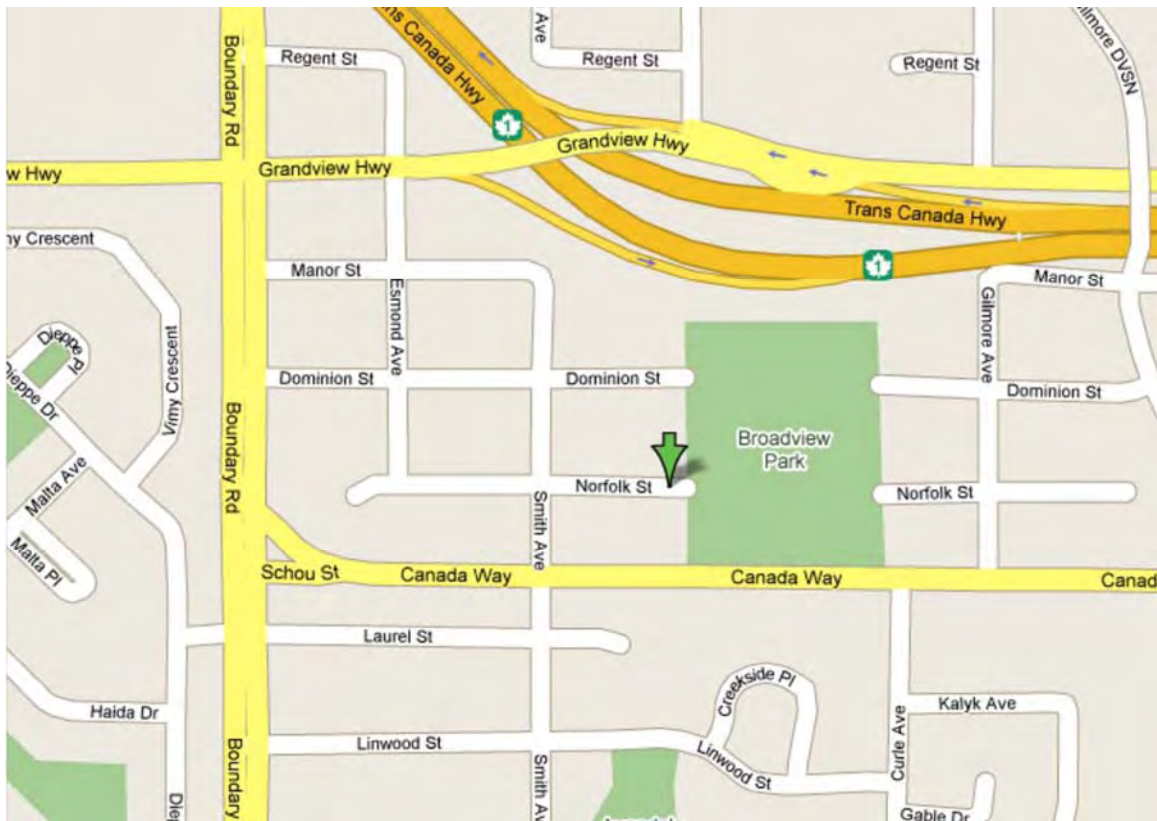 Ave
Gilmore DVSN
Trans Canada Hwy
Boundary Rd
Regent St
Regent St
Regent St
1
Grandview Hwy
w Hwy
Grandview Hwy
Trans Canada Hwy
ny Crescent
Manor St
1
Manor St
Esmond Ave
Gilmore Ave
Dieppe Pl
Vimy Crescent
Dieppe Dr
Dominion St
Dominion St
Dominion St
Boundary Rd
Broadview
Park
Malta Ave
Norfolk St
Norfolk St
Smith Ave
Malta Pl
Schou St
Canada Way
Canada Way
Canad
Laurel St
Creekside Pl
Haida Dr
Kalyk Ave
Curle Ave
Linwood St
Linwood St
Boundary
Smith Av
Die
Gable Dr